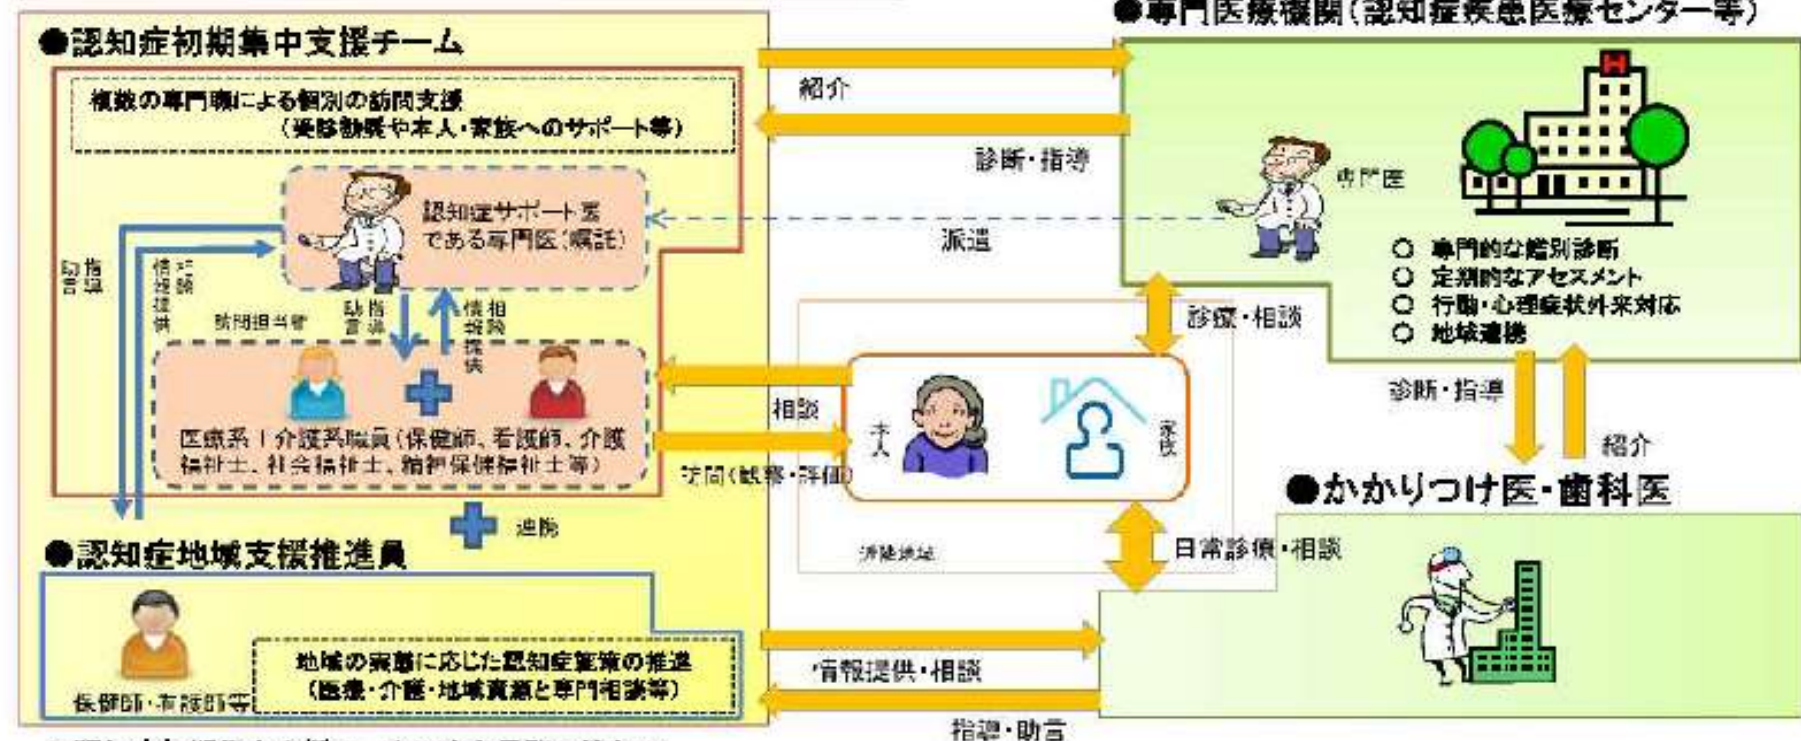 ●認知症初期集中支援チーム
複数の専門職による個別の訪問支援
(受診勧奨や本人・家族へのサポート等)
認知症サポート医
である専門医(嘱託)
指導
助言
情報提供
訪問担当者
指導
助言
相談
情報提供
医療系+介護系職員(保健師、看護師、介護
福祉士、社会福祉士、精神保健福祉士等)
連携
●認知症地域支援推進員
保健師・看護師等
地域の実態に応じた認知症施策の推進
(医療・介護・地域資源と専門相談等)
紹介
診断・指導
派遣
相談
訪問(観察・評価)
本人
家族
近隣地域
診療・相談
日常診療・相談
情報提供・相談
指導・助言
●専門医療機関(認知症疾患医療センター等)
H
専門医
○ 専門的な鑑別診断
○ 定期的なアセスメント
○ 行動・心理症状外来対応
○ 地域連携
診断・指導
紹介
●かかりつけ医・歯科医